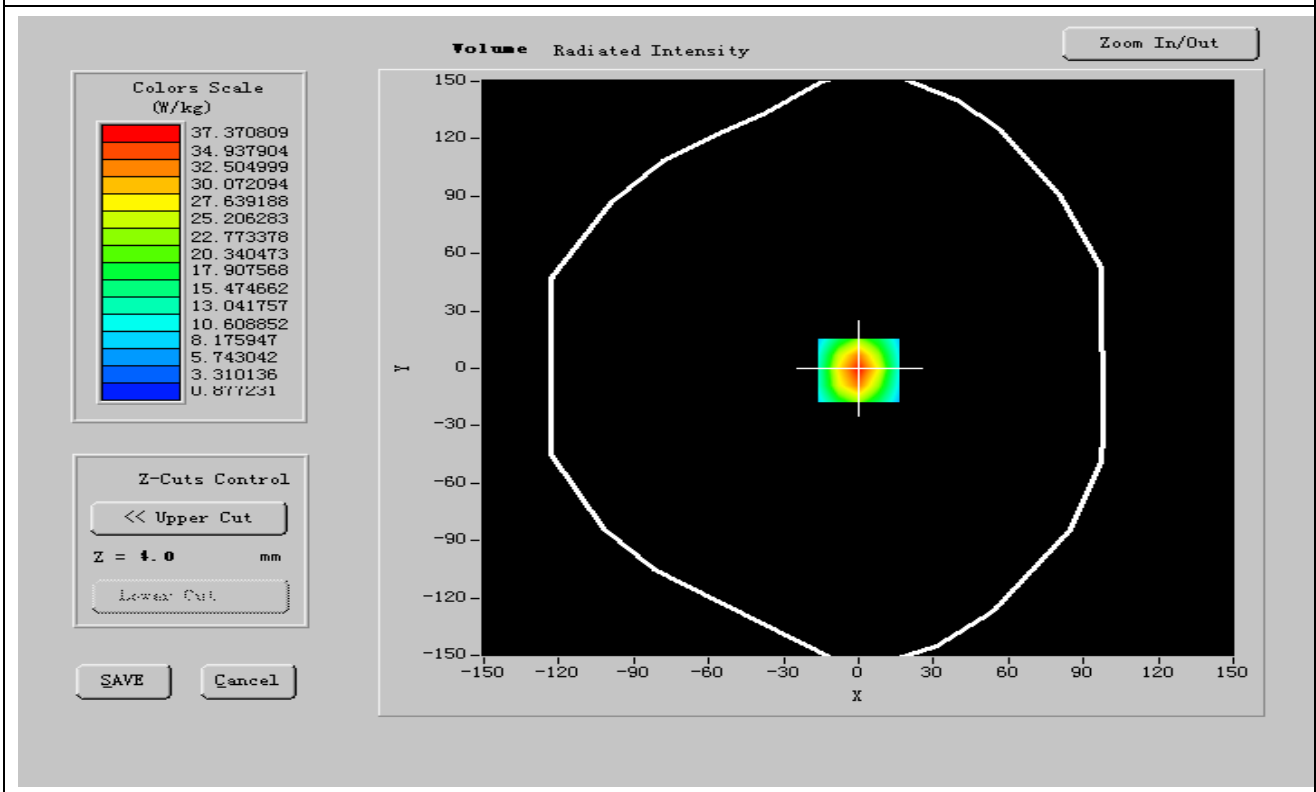 Volume Radiated Intensity
Zoom In/Out
Colors Scale
(W/kg)
37.370809
34.937904
32.504999
30.072094
27.639188
25.206283
22.773378
20.340473
17.907568
15.474662
13.041757
10.608852
8.175947
5.743042
3.310136
0.877231
Z-Cuts Control
<< Upper Cut
Z = 4.0 mm
Lower Cut
SAVE
Cancel
150
120
90
60
30
0
-30
-60
-90
-120
-150
Y
-150 -120 -90 -60 -30 0 30 60 90 120 150
X